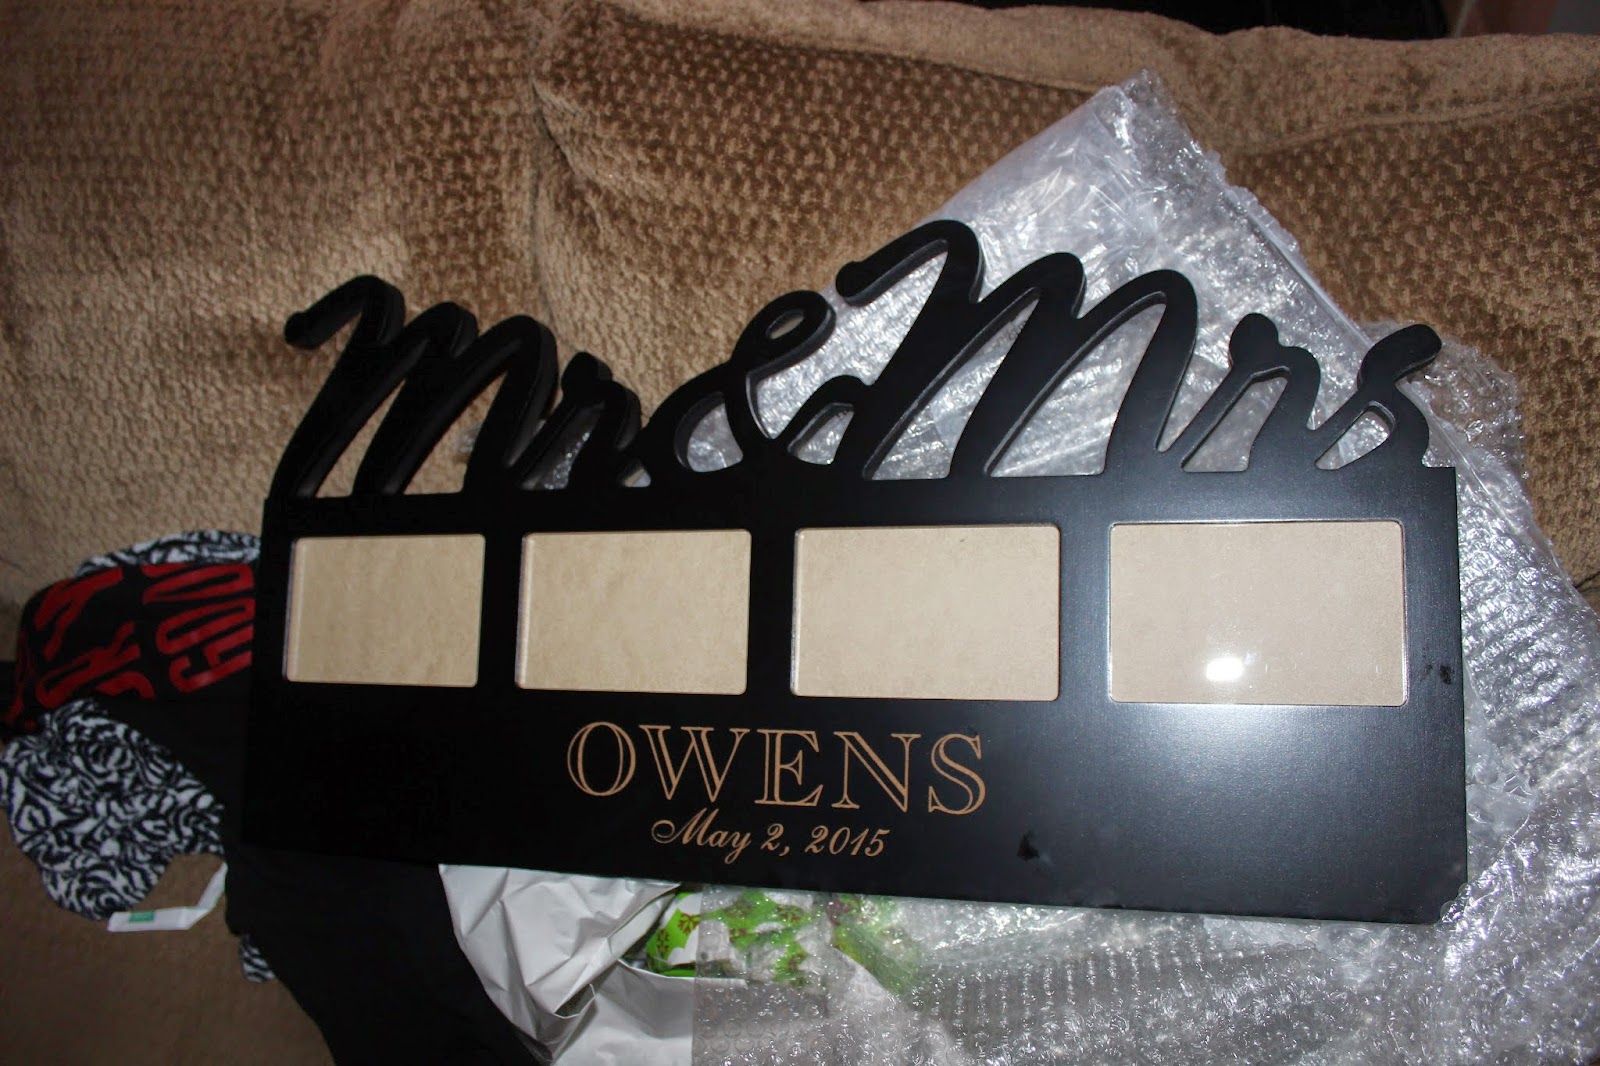 Mr & Mrs
OWENS
May 2, 2015